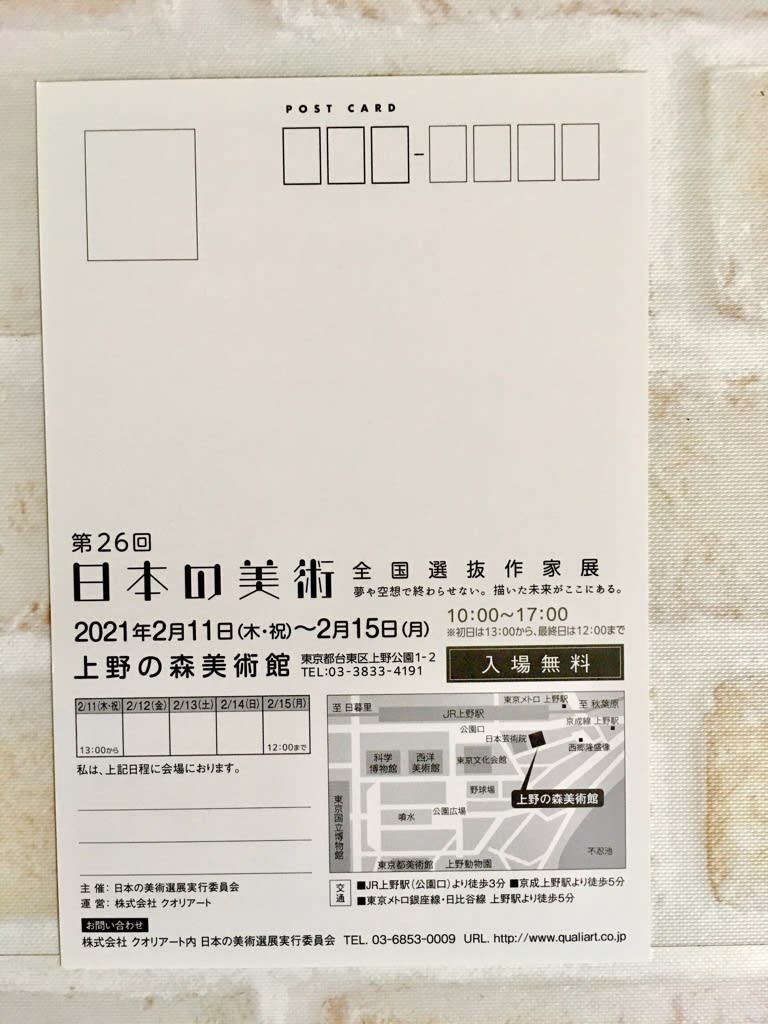 POST CARD
第26回
日本の美術 全国選抜作家展
夢や空想で終わらせない。描いた未来がここにある。
2021年2月11日(木・祝)〜2月15日(月)
10:00〜17:00
※初日は13:00から、最終日は12:00まで
上野の森美術館
東京都台東区上野公園1-2
TEL:03-3833-4191
入場無料
2/11(木・祝) 2/12(金) 2/13(土) 2/14(日) 2/15(月)
13:00から 12:00まで
私は、上記日程に会場におります。
主 催: 日本の美術選展実行委員会
運 営: 株式会社 クオリアート
至 日暮里
JR上野駅
東京メトロ 上野駅
至 秋葉原
公園口
京成線 上野駅
日本芸術院
西郷隆盛像
科学博物館
西洋美術館
東京文化会館
野球場
上野の森美術館
東京国立博物館
噴水
公園広場
不忍池
東京都美術館
上野動物園
交通
■JR上野駅(公園口)より徒歩3分 ■京成上野駅より徒歩5分
■東京メトロ銀座線・日比谷線 上野駅より徒歩5分
お問い合わせ
株式会社 クオリアート内 日本の美術選展実行委員会 TEL. 03-6853-0009 URL. http://www.qualiart.co.jp